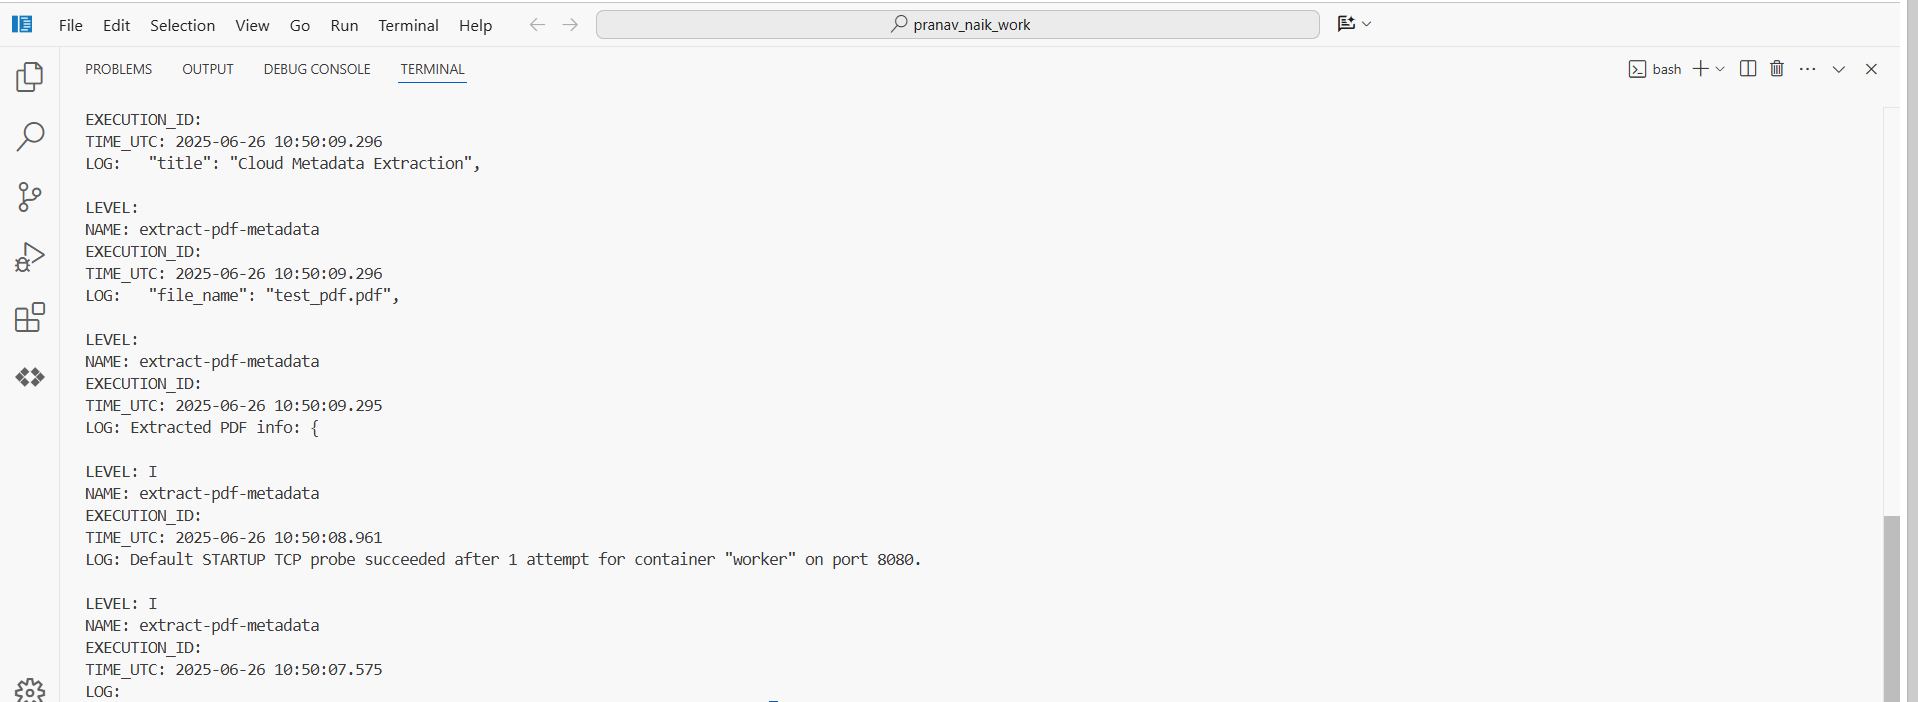 File Edit Selection View Go Run Terminal Help
pranav_naik_work
PROBLEMS OUTPUT DEBUG CONSOLE TERMINAL
bash
EXECUTION_ID:
TIME_UTC: 2025-06-26 10:50:09.296
LOG:   "title": "Cloud Metadata Extraction",
LEVEL:
NAME: extract-pdf-metadata
EXECUTION_ID:
TIME_UTC: 2025-06-26 10:50:09.296
LOG:   "file_name": "test_pdf.pdf",
LEVEL:
NAME: extract-pdf-metadata
EXECUTION_ID:
TIME_UTC: 2025-06-26 10:50:09.295
LOG: Extracted PDF info: {
LEVEL: I
NAME: extract-pdf-metadata
EXECUTION_ID:
TIME_UTC: 2025-06-26 10:50:08.961
LOG: Default STARTUP TCP probe succeeded after 1 attempt for container "worker" on port 8080.
LEVEL: I
NAME: extract-pdf-metadata
EXECUTION_ID:
TIME_UTC: 2025-06-26 10:50:07.575
LOG: